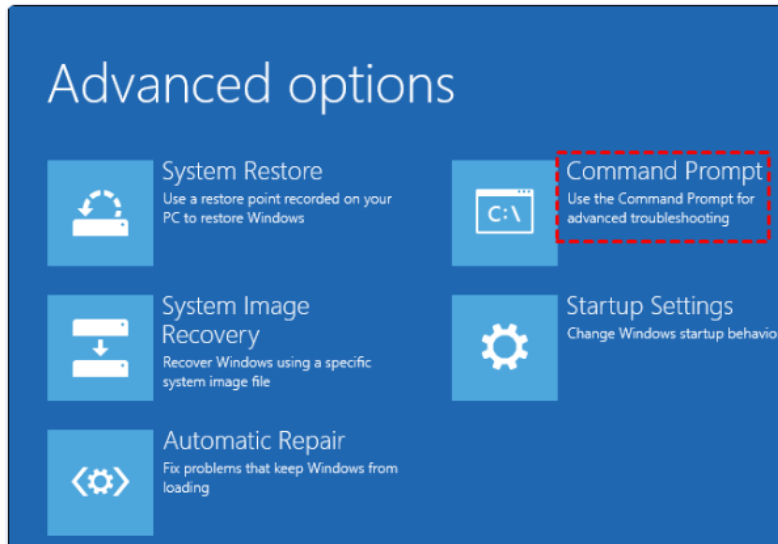 Advanced options
System Restore
Use a restore point recorded on your
PC to restore Windows
System Image
Recovery
Recover Windows using a specific
system image file
Automatic Repair
Fix problems that keep Windows from
loading
Command Prompt
Use the Command Prompt for
advanced troubleshooting
C:\
Startup Settings
Change Windows startup behavio